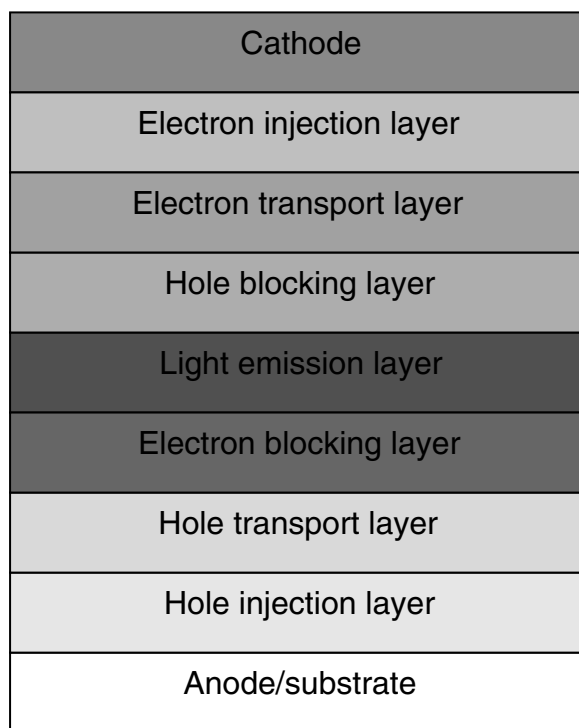 Cathode
Electron injection layer
Electron transport layer
Hole blocking layer
Light emission layer
Electron blocking layer
Hole transport layer
Hole injection layer
Anode/substrate